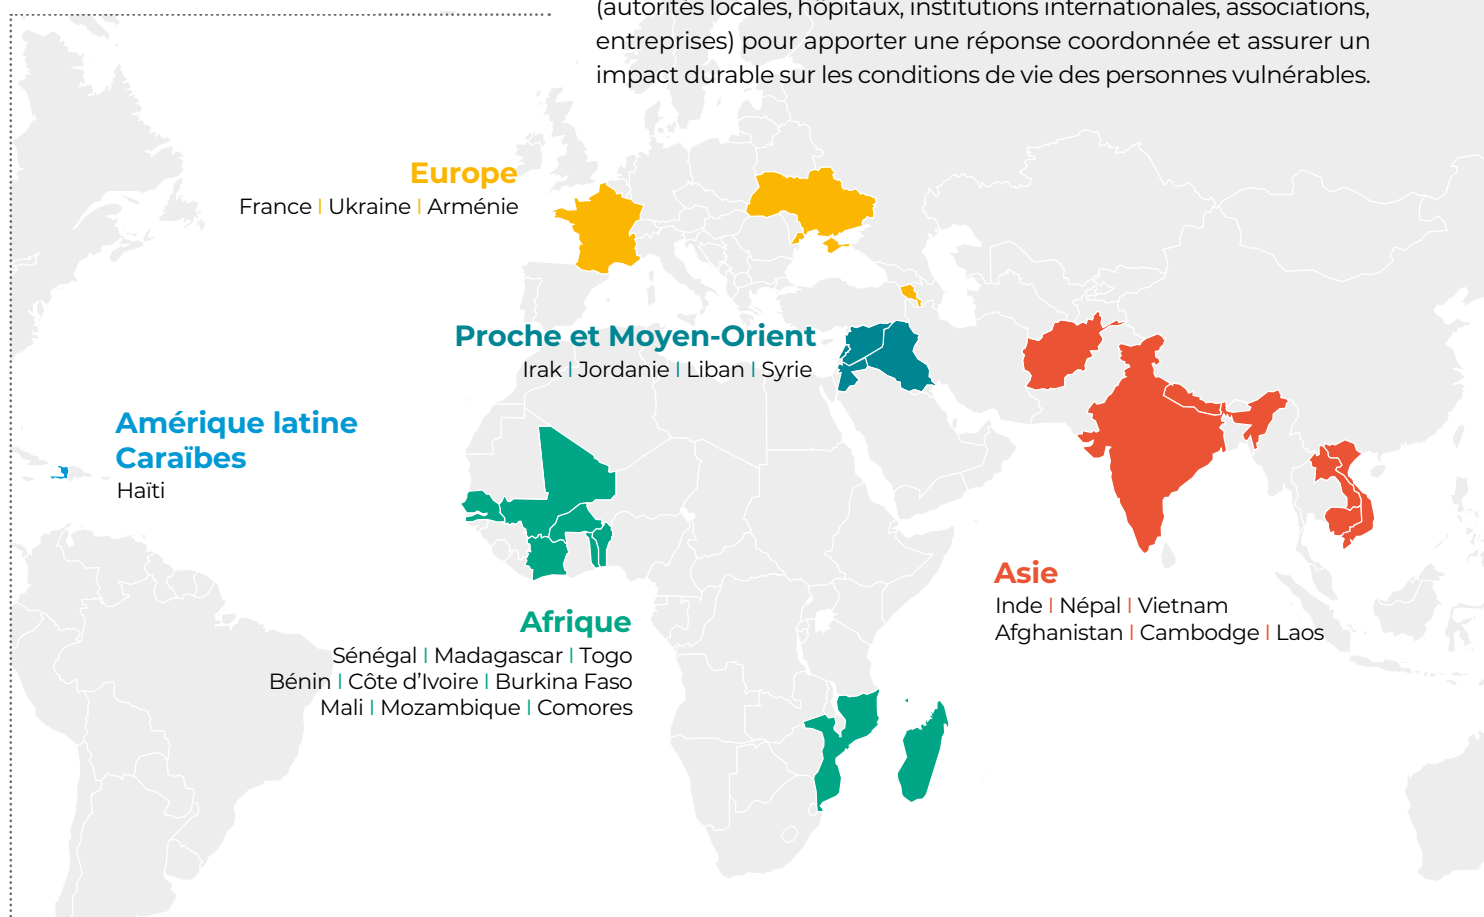 (autorités locales, hôpitaux, institutions internationales, associations,
entreprises) pour apporter une réponse coordonnée et assurer un
impact durable sur les conditions de vie des personnes vulnérables.
Europe
France | Ukraine | Arménie
Proche et Moyen-Orient
Irak | Jordanie | Liban | Syrie
Amérique latine
Caraïbes
Haïti
Asie
Inde | Népal | Vietnam
Afghanistan | Cambodge | Laos
Afrique
Sénégal | Madagascar | Togo
Bénin | Côte d'Ivoire | Burkina Faso
Mali | Mozambique | Comores